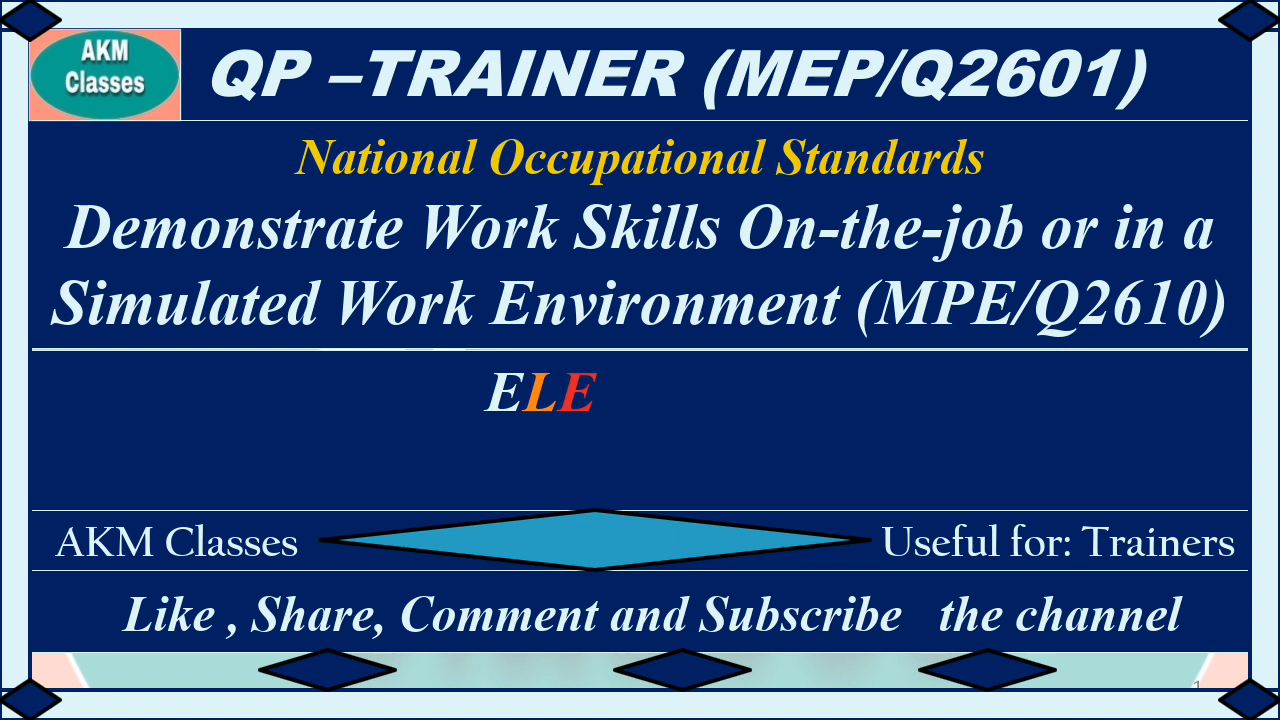 AKM
Classes
QP –TRAINER (MEP/Q2601)
National Occupational Standards
Demonstrate Work Skills On-the-job or in a
Simulated Work Environment (MPE/Q2610)
ELE
AKM Classes
Useful for: Trainers
Like , Share, Comment and Subscribe the channel
1